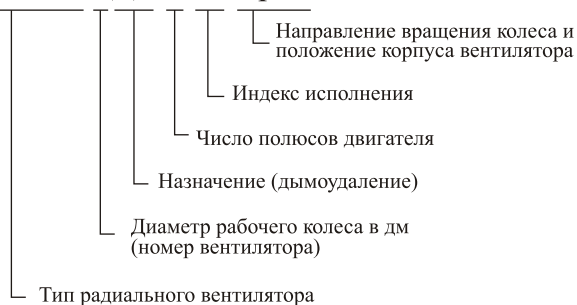 Направление вращения колеса и
положение корпуса вентилятора
Индекс исполнения
Число полюсов двигателя
Назначение (дымоудаление)
Диаметр рабочего колеса в дм
(номер вентилятора)
Тип радиального вентилятора